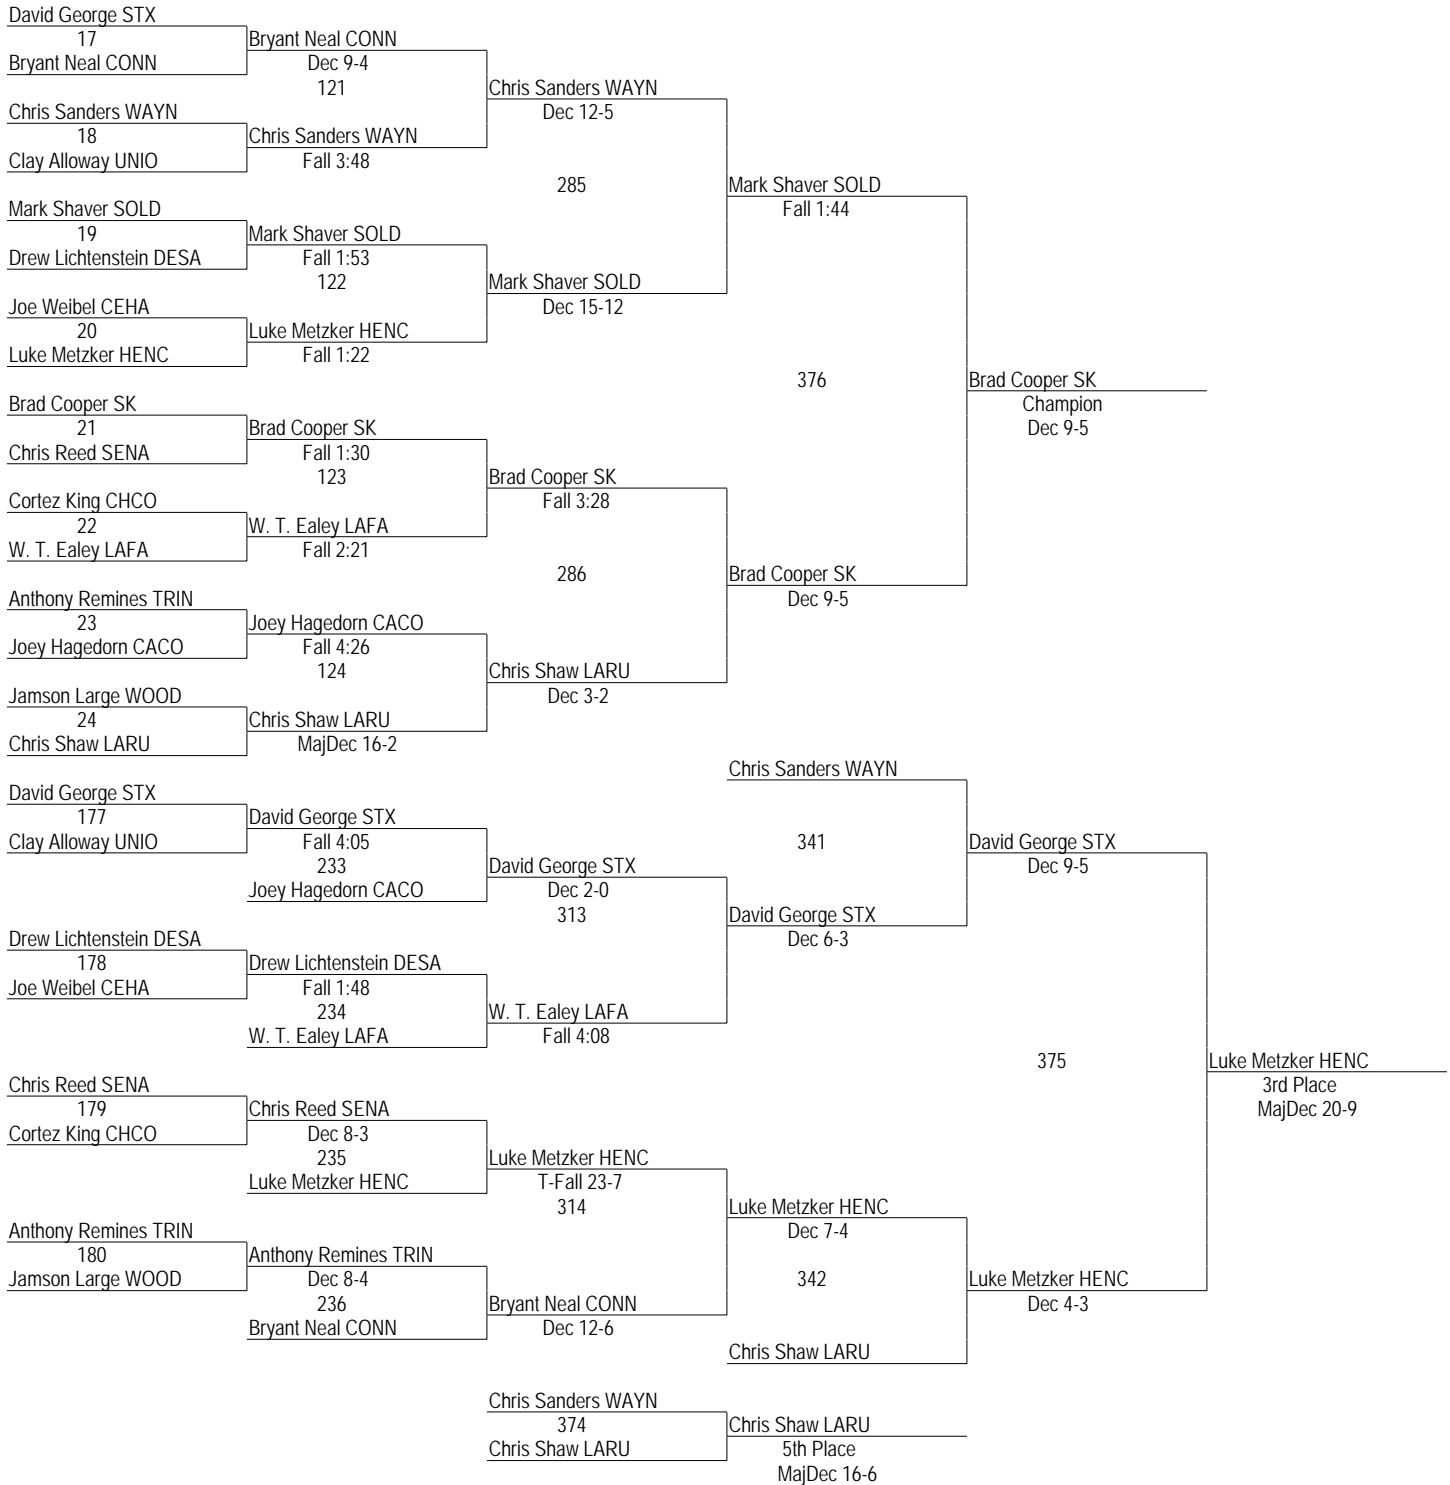 David George STX
17
Bryant Neal CONN
Bryant Neal CONN
Dec 9-4
121
Chris Sanders WAYN
18
Clay Alloway UNIO
Chris Sanders WAYN
Fall 3:48
Chris Sanders WAYN
Dec 12-5
285
Mark Shaver SOLD
19
Drew Lichtenstein DESA
Mark Shaver SOLD
Fall 1:53
122
Joe Weibel CEHA
20
Luke Metzker HENC
Luke Metzker HENC
Fall 1:22
Mark Shaver SOLD
Dec 15-12
Mark Shaver SOLD
Fall 1:44
376
Brad Cooper SK
Champion
Dec 9-5
Brad Cooper SK
21
Chris Reed SENA
Brad Cooper SK
Fall 1:30
123
Cortez King CHCO
22
W. T. Ealey LAFA
W. T. Ealey LAFA
Fall 2:21
Brad Cooper SK
Fall 3:28
286
Brad Cooper SK
Dec 9-5
Anthony Remines TRIN
23
Joey Hagedorn CACO
Joey Hagedorn CACO
Fall 4:26
124
Jamson Large WOOD
24
Chris Shaw LARU
Chris Shaw LARU
MajDec 16-2
Chris Shaw LARU
Dec 3-2
David George STX
177
Clay Alloway UNIO
David George STX
Fall 4:05
233
Joey Hagedorn CACO
David George STX
Dec 2-0
313
Drew Lichtenstein DESA
178
Joe Weibel CEHA
Drew Lichtenstein DESA
Fall 1:48
234
W. T. Ealey LAFA
W. T. Ealey LAFA
Fall 4:08
Chris Sanders WAYN
341
David George STX
Dec 6-3
David George STX
Dec 9-5
375
Luke Metzker HENC
3rd Place
MajDec 20-9
Chris Reed SENA
179
Cortez King CHCO
Chris Reed SENA
Dec 8-3
235
Luke Metzker HENC
Luke Metzker HENC
T-Fall 23-7
314
Anthony Remines TRIN
180
Jamson Large WOOD
Anthony Remines TRIN
Dec 8-4
236
Bryant Neal CONN
Bryant Neal CONN
Dec 12-6
Luke Metzker HENC
Dec 7-4
342
Chris Shaw LARU
Luke Metzker HENC
Dec 4-3
Chris Sanders WAYN
374
Chris Shaw LARU
Chris Shaw LARU
5th Place
MajDec 16-6